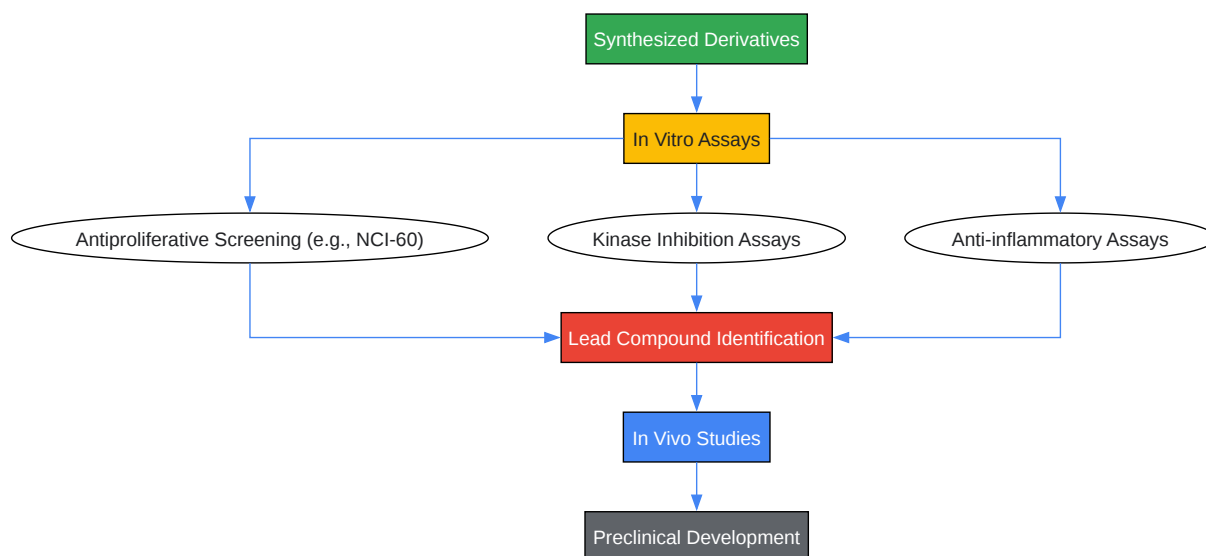 Synthesized Derivatives
In Vitro Assays
Antiproliferative Screening (e.g., NCI-60)
Kinase Inhibition Assays
Anti-inflammatory Assays
Lead Compound Identification
In Vivo Studies
Preclinical Development